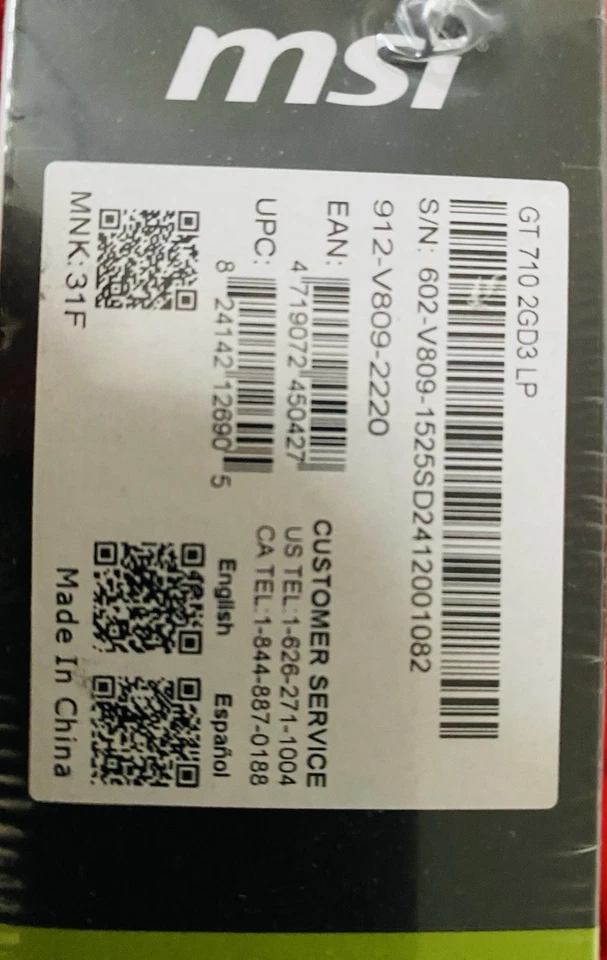 msi
GT 710 2GD3 LP
S/N: 602-V809-1525SD2412001082
912-V809-2220
EAN:
4 719072 450427
UPC:
8 24142 12690 5
MNK:31F
CUSTOMER SERVICE
US TEL:1-626-271-1004
CA TEL:1-844-887-0188
English Español
Made In China